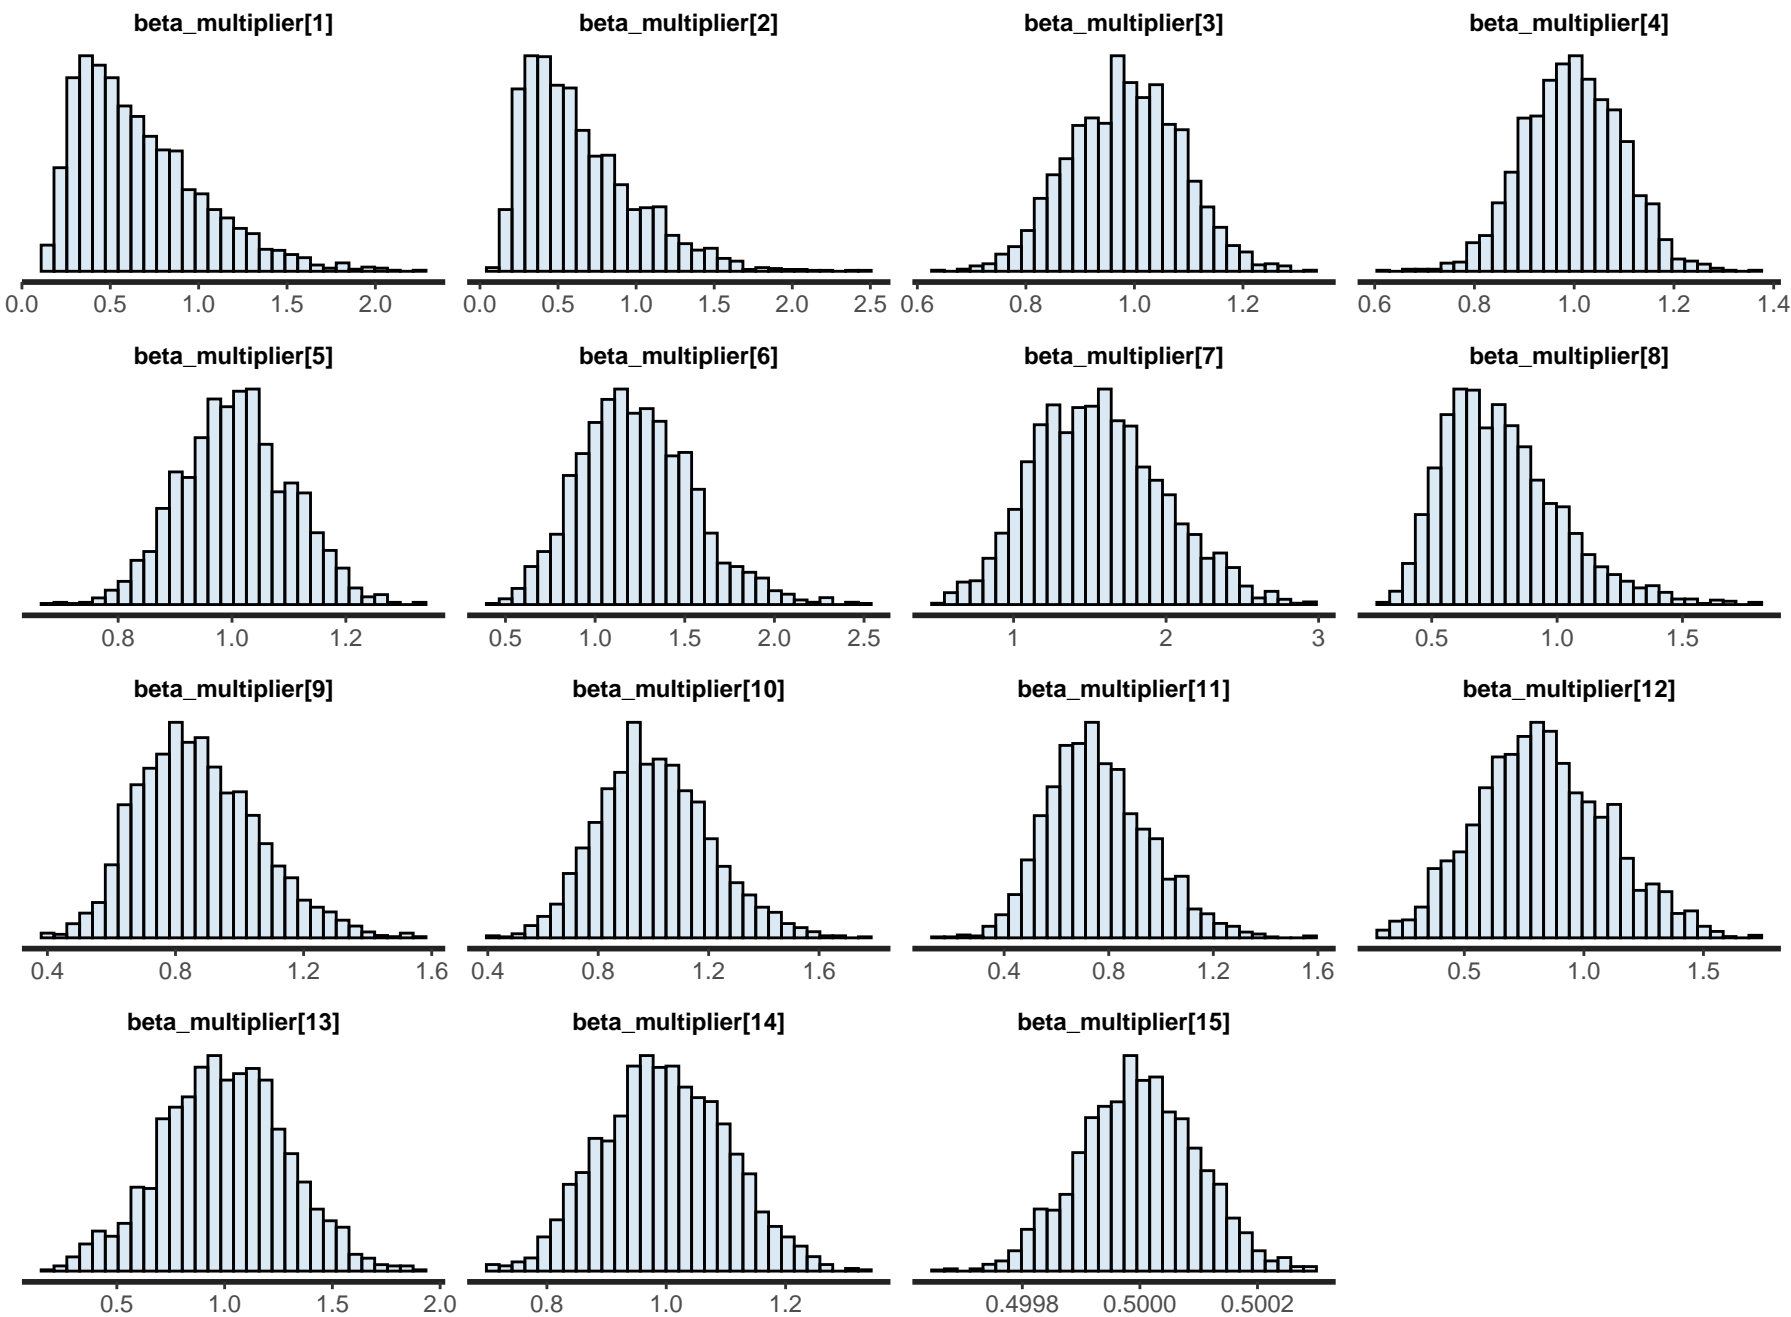 beta_multiplier[1] beta_multiplier[2] beta_multiplier[3] beta_multiplier[4]
0.0 0.5 1.0 1.5 2.0 0.0 0.5 1.0 1.5 2.0 2.5 0.6 0.8 1.0 1.2 0.6 0.8 1.0 1.2 1.4
beta_multiplier[5] beta_multiplier[6] beta_multiplier[7] beta_multiplier[8]
0.8 1.0 1.2 0.5 1.0 1.5 2.0 2.5 1 2 3 0.5 1.0 1.5
beta_multiplier[9] beta_multiplier[10] beta_multiplier[11] beta_multiplier[12]
0.4 0.8 1.2 1.6 0.4 0.8 1.2 1.6 0.4 0.8 1.2 1.6 0.5 1.0 1.5
beta_multiplier[13] beta_multiplier[14] beta_multiplier[15]
0.5 1.0 1.5 2.0 0.8 1.0 1.2 0.4998 0.5000 0.5002